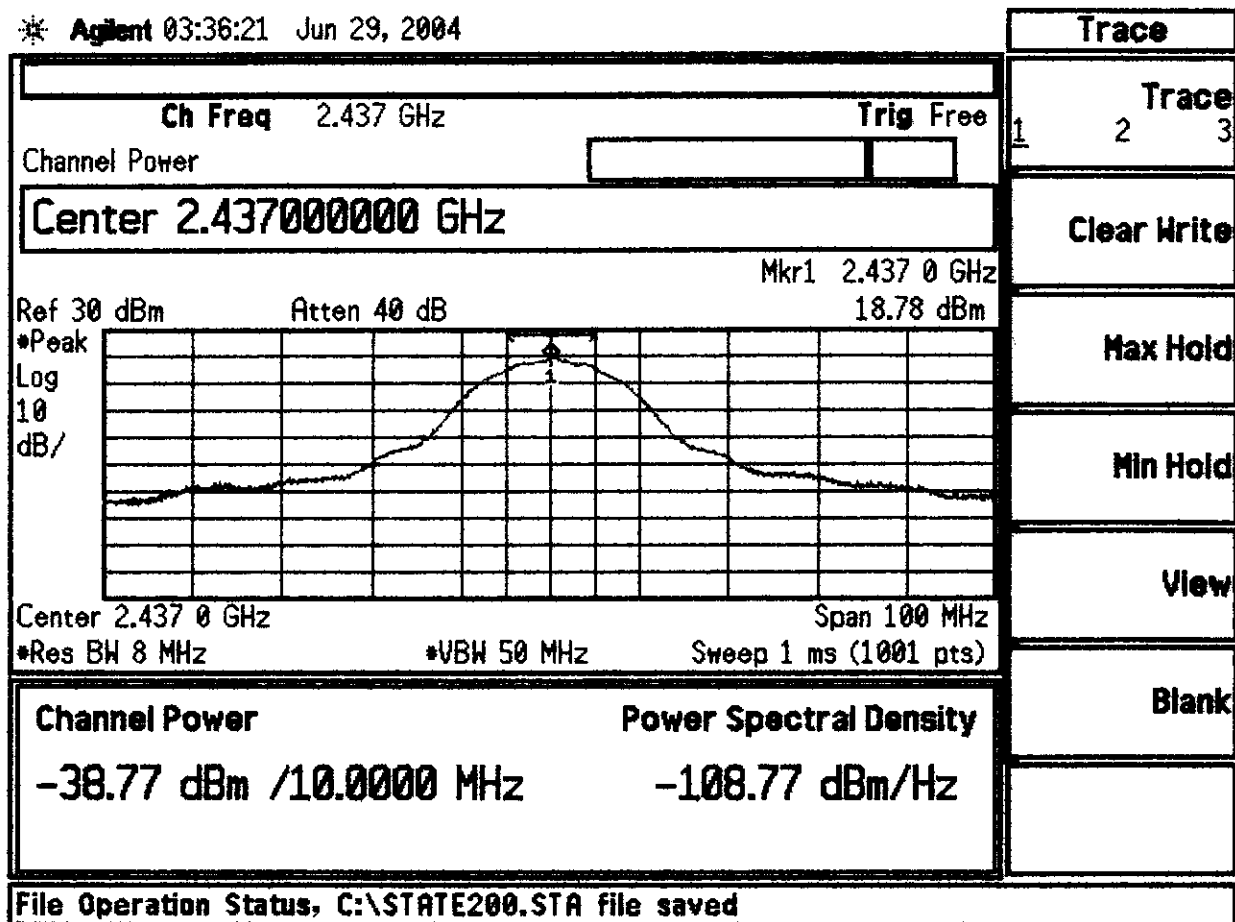 Agilent 03:36:21 Jun 29, 2004
Trace
Ch Freq 2.437 GHz
Trig Free
Trace
1 2 3
Channel Power
Center 2.437000000 GHz
Clear Write
Mkr1 2.437 0 GHz
Ref 30 dBm
Atten 40 dB
18.78 dBm
*Peak
Log
10
dB/
1
Max Hold
Min Hold
View
Center 2.437 0 GHz
Span 100 MHz
*Res BW 8 MHz
*VBW 50 MHz
Sweep 1 ms (1001 pts)
Channel Power
Power Spectral Density
-38.77 dBm /10.0000 MHz
-108.77 dBm/Hz
Blank
File Operation Status, C:\STATE200.STA file saved